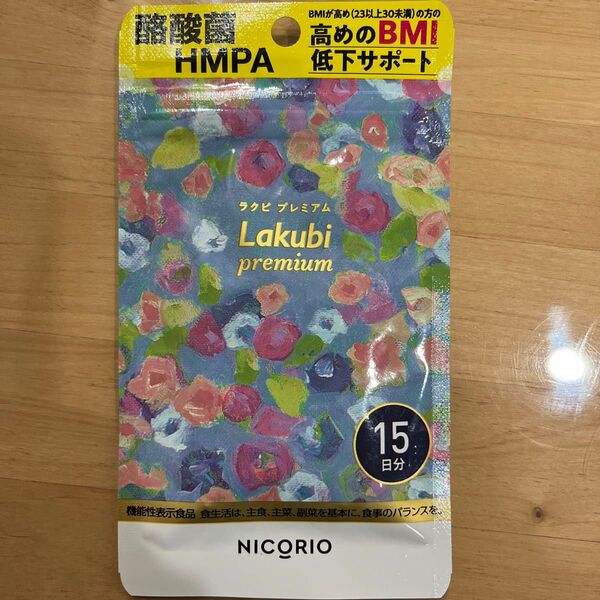 酪酸菌
HMPA
BMIが高め(23以上30未満)の方の
高めのBMI
低下サポート
ラクビ プレミアム
Lakubi
premium
15
日分
機能性表示食品 食生活は、主食、主菜、副菜を基本に、食事のバランスを。
NICORIO